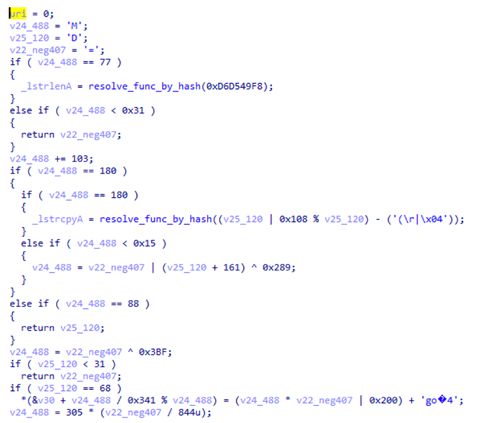 uri = 0;
v24_488 = 'M';
v25_120 = 'D';
v22_neg407 = '=';
if ( v24_488 == 77 )
{
_lstrlenA = resolve_func_by_hash(0xD6D549F8);
}
else if ( v24_488 < 0x31 )
{
return v22_neg407;
}
v24_488 += 103;
if ( v24_488 == 180 )
{
if ( v24_488 == 180 )
{
_lstrcpyA = resolve_func_by_hash((v25_120 | 0x108 % v25_120) - ('(\r|\x04'));
}
else if ( v24_488 < 0x15 )
{
v24_488 = v22_neg407 | (v25_120 + 161) ^ 0x289;
}
}
else if ( v24_488 == 88 )
{
return v25_120;
}
v24_488 = v22_neg407 ^ 0x3BF;
if ( v25_120 < 31 )
return v22_neg407;
if ( v25_120 == 68 )
*(&v30 + v24_488 / 0x341 % v24_488) = (v24_488 * v22_neg407 | 0x200) + 'go�4';
v24_488 = 305 * (v22_neg407 / 844u);